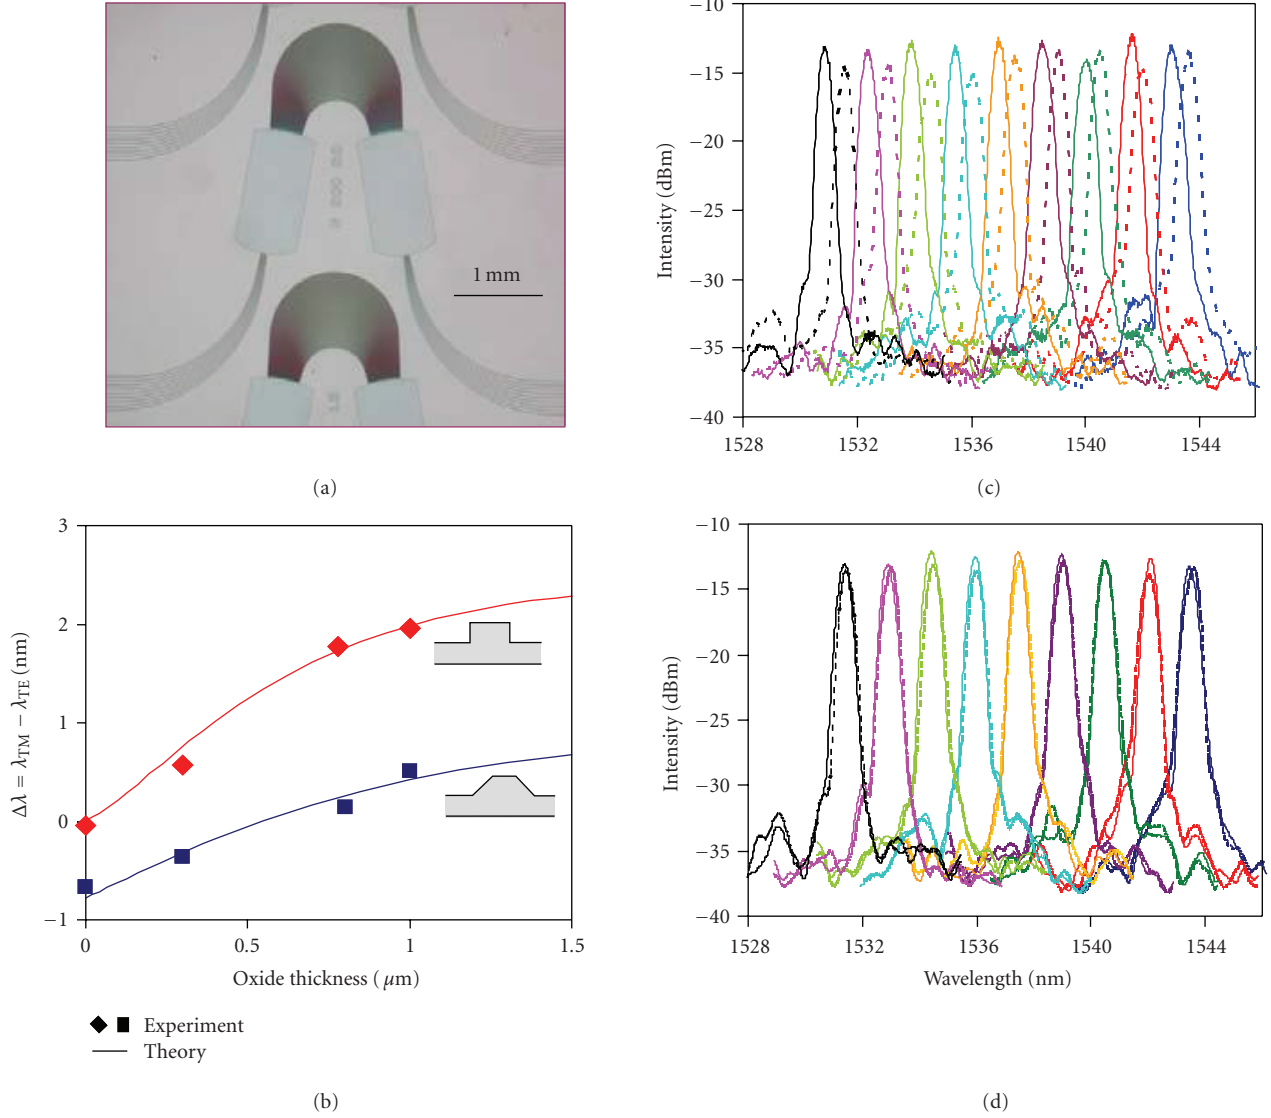 1 mm
(a)
3
2
1
0
−1
0
0.5
1
1.5
Δλ = λTM − λTE (nm)
Oxide thickness (μm)
Experiment
Theory
(b)
−10
−15
−20
−25
−30
−35
−40
1528
1532
1536
1540
1544
Intensity (dBm)
(c)
−10
−15
−20
−25
−30
−35
−40
1528
1532
1536
1540
1544
Intensity (dBm)
Wavelength (nm)
(d)